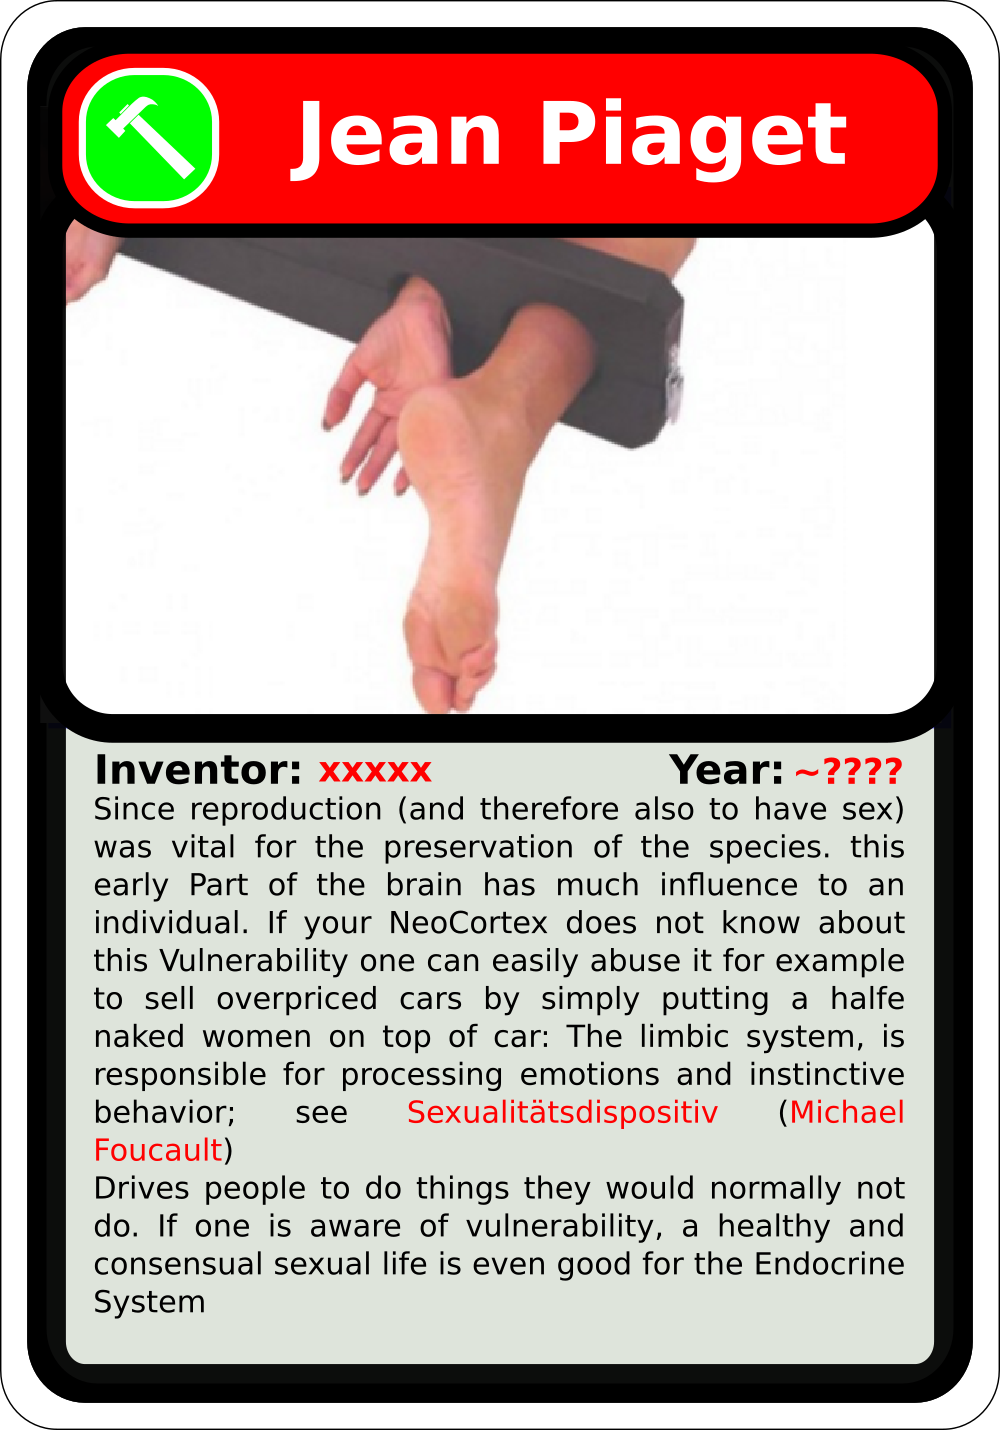 Jean Piaget
Inventor: xxxxx Year: ~????
Since reproduction (and therefore also to have sex)
was vital for the preservation of the species. this
early Part of the brain has much influence to an
individual. If your NeoCortex does not know about
this Vulnerability one can easily abuse it for example
to sell overpriced cars by simply putting a halfe
naked women on top of car: The limbic system, is
responsible for processing emotions and instinctive
behavior; see Sexualitätsdispositiv (Michael
Foucault)
Drives people to do things they would normally not
do. If one is aware of vulnerability, a healthy and
consensual sexual life is even good for the Endocrine
System